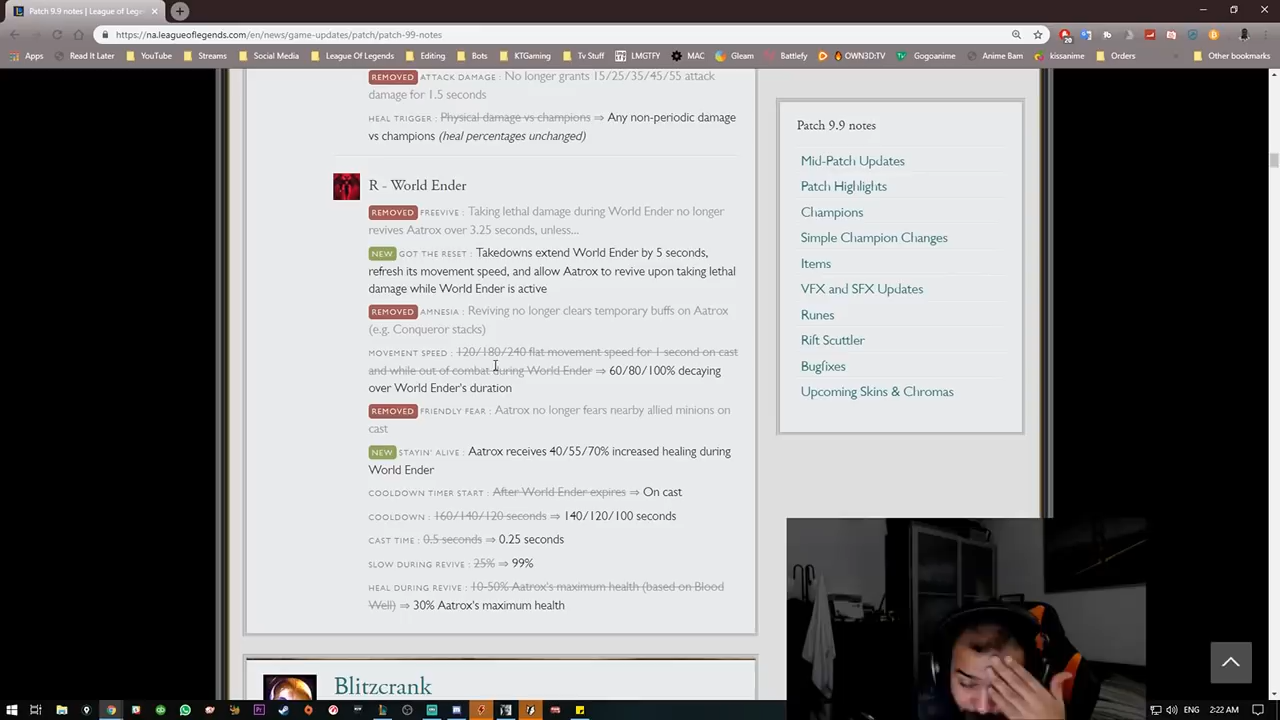 Patch 9.9 notes | League of Lege
https://na.leagueoflegends.com/en/news/game-updates/patch/patch-99-notes
Apps Read It Later YouTube Streams Social Media League Of Legends Editing Bots KTGaming Tv Stuff LMGTFY MAC Gleam Battlefy OWN3D:TV Gogoanime Anime Bam kissanime Orders Other bookmarks
REMOVED ATTACK DAMAGE : No longer grants 15/25/35/45/55 attack
damage for 1.5 seconds
HEAL TRIGGER : Physical damage vs champions ⇒ Any non-periodic damage
vs champions (heal percentages unchanged)
R - World Ender
REMOVED FREEVIVE : Taking lethal damage during World Ender no longer
revives Aatrox over 3.25 seconds, unless...
NEW GOT THE RESET : Takedowns extend World Ender by 5 seconds,
refresh its movement speed, and allow Aatrox to revive upon taking lethal
damage while World Ender is active
REMOVED AMNESIA : Reviving no longer clears temporary buffs on Aatrox
(e.g. Conqueror stacks)
MOVEMENT SPEED : 120/180/240 flat movement speed for 1 second on cast
and while out of combat during World Ender ⇒ 60/80/100% decaying
over World Ender's duration
REMOVED FRIENDLY FEAR : Aatrox no longer fears nearby allied minions on
cast
NEW STAYIN' ALIVE : Aatrox receives 40/55/70% increased healing during
World Ender
COOLDOWN TIMER START : After World Ender expires ⇒ On cast
COOLDOWN : 160/140/120 seconds ⇒ 140/120/100 seconds
CAST TIME : 0.5 seconds ⇒ 0.25 seconds
SLOW DURING REVIVE : 25% ⇒ 99%
HEAL DURING REVIVE : 10-50% Aatrox's maximum health (based on Blood
Well) ⇒ 30% Aatrox's maximum health
Blitzcrank
Patch 9.9 notes
Mid-Patch Updates
Patch Highlights
Champions
Simple Champion Changes
Items
VFX and SFX Updates
Runes
Rift Scuttler
Bugfixes
Upcoming Skins & Chromas
ENG 2:22 AM